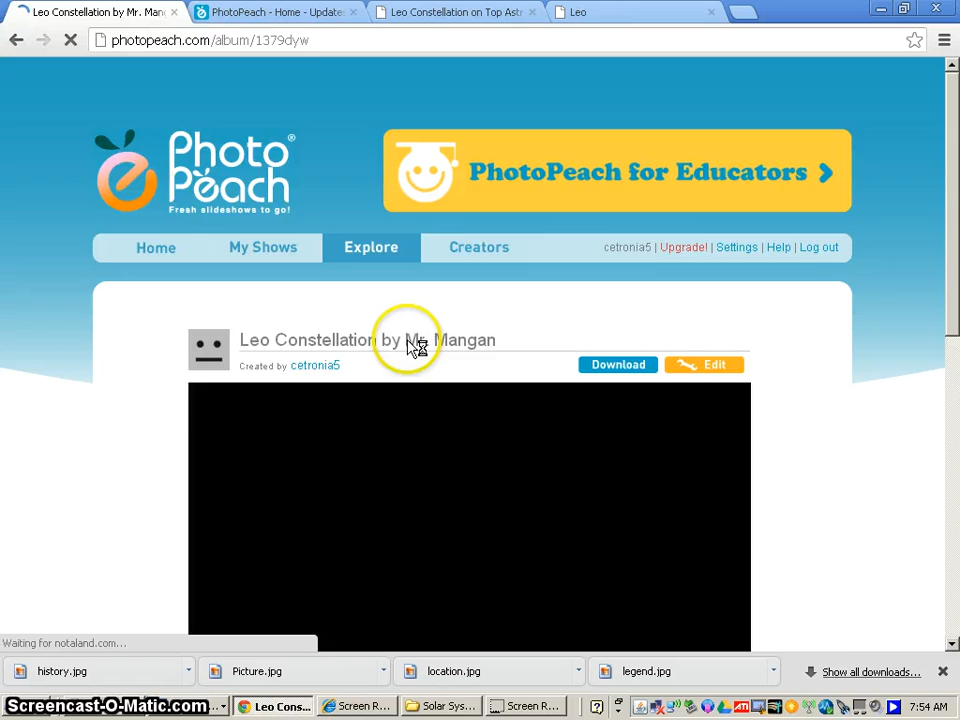 Leo Constellation by Mr. Man
PhotoPeach - Home - Update
Leo Constellation on Top Ast
Leo
photopeach.com/album/1379dyw
Photo Peach®
Fresh slideshows to go!
PhotoPeach for Educators
Home
My Shows
Explore
Creators
cetronia5 | Upgrade! | Settings | Help | Log out
Leo Constellation by Mr. Mangan
Created by cetronia5
Download
Edit
Waiting for notaland.com...
history.jpg
Picture.jpg
location.jpg
legend.jpg
Show all downloads...
Screencast-O-Matic.com
Leo Cons...
Screen R...
Solar Sys...
Screen R...
7:54 AM